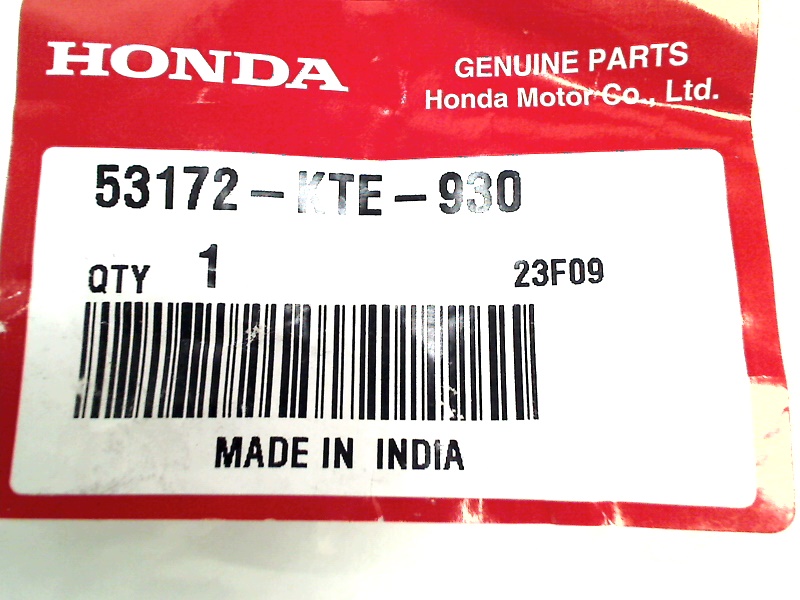 HONDA
GENUINE PARTS
Honda Motor Co., Ltd.
53172-KTE-930
QTY 1 23F09
MADE IN INDIA